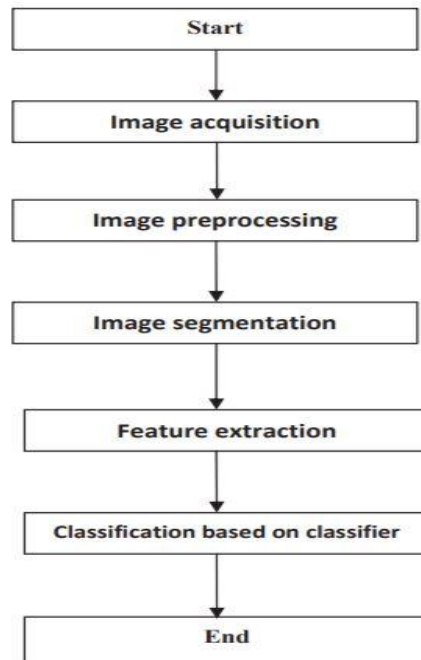 Start
Image acquisition
Image preprocessing
Image segmentation
Feature extraction
Classification based on classifier
End